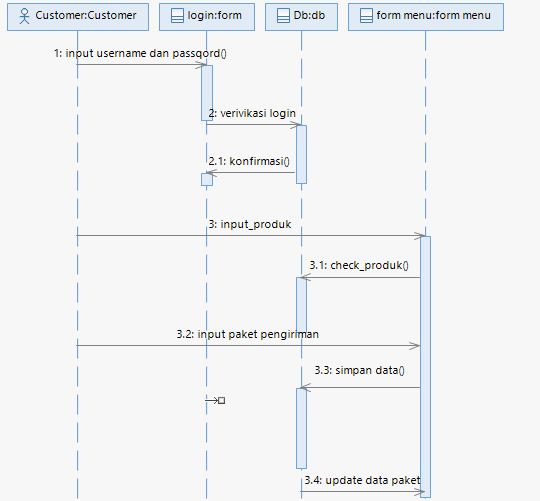 Customer:Customer
login:form
Db:db
form menu:form menu
1: input username dan passqord()
2: verivikasi login
2.1: konfirmasi()
3: input_produk
3.1: check_produk()
3.2: input paket pengiriman
3.3: simpan data()
3.4: update data paket